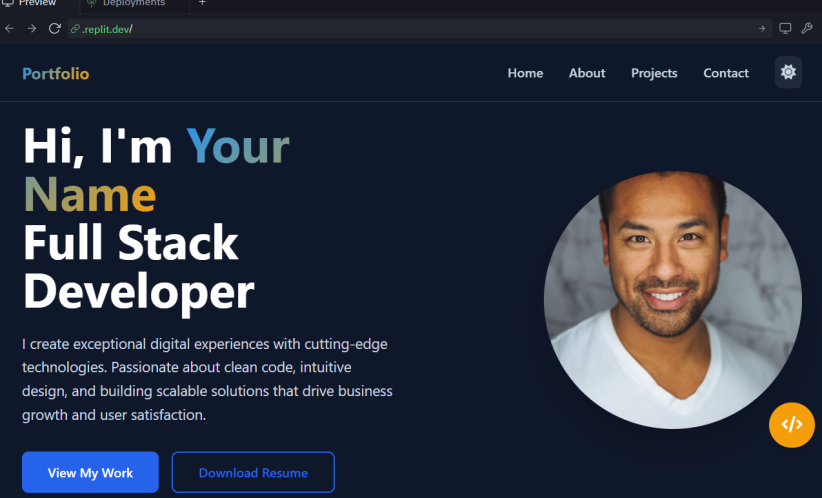 Preview Deployments +
.replit.dev/
Portfolio Home About Projects Contact
Hi, I'm Your
Name
Full Stack
Developer
I create exceptional digital experiences with cutting-edge
technologies. Passionate about clean code, intuitive
design, and building scalable solutions that drive business
growth and user satisfaction.
</>
View My Work Download Resume